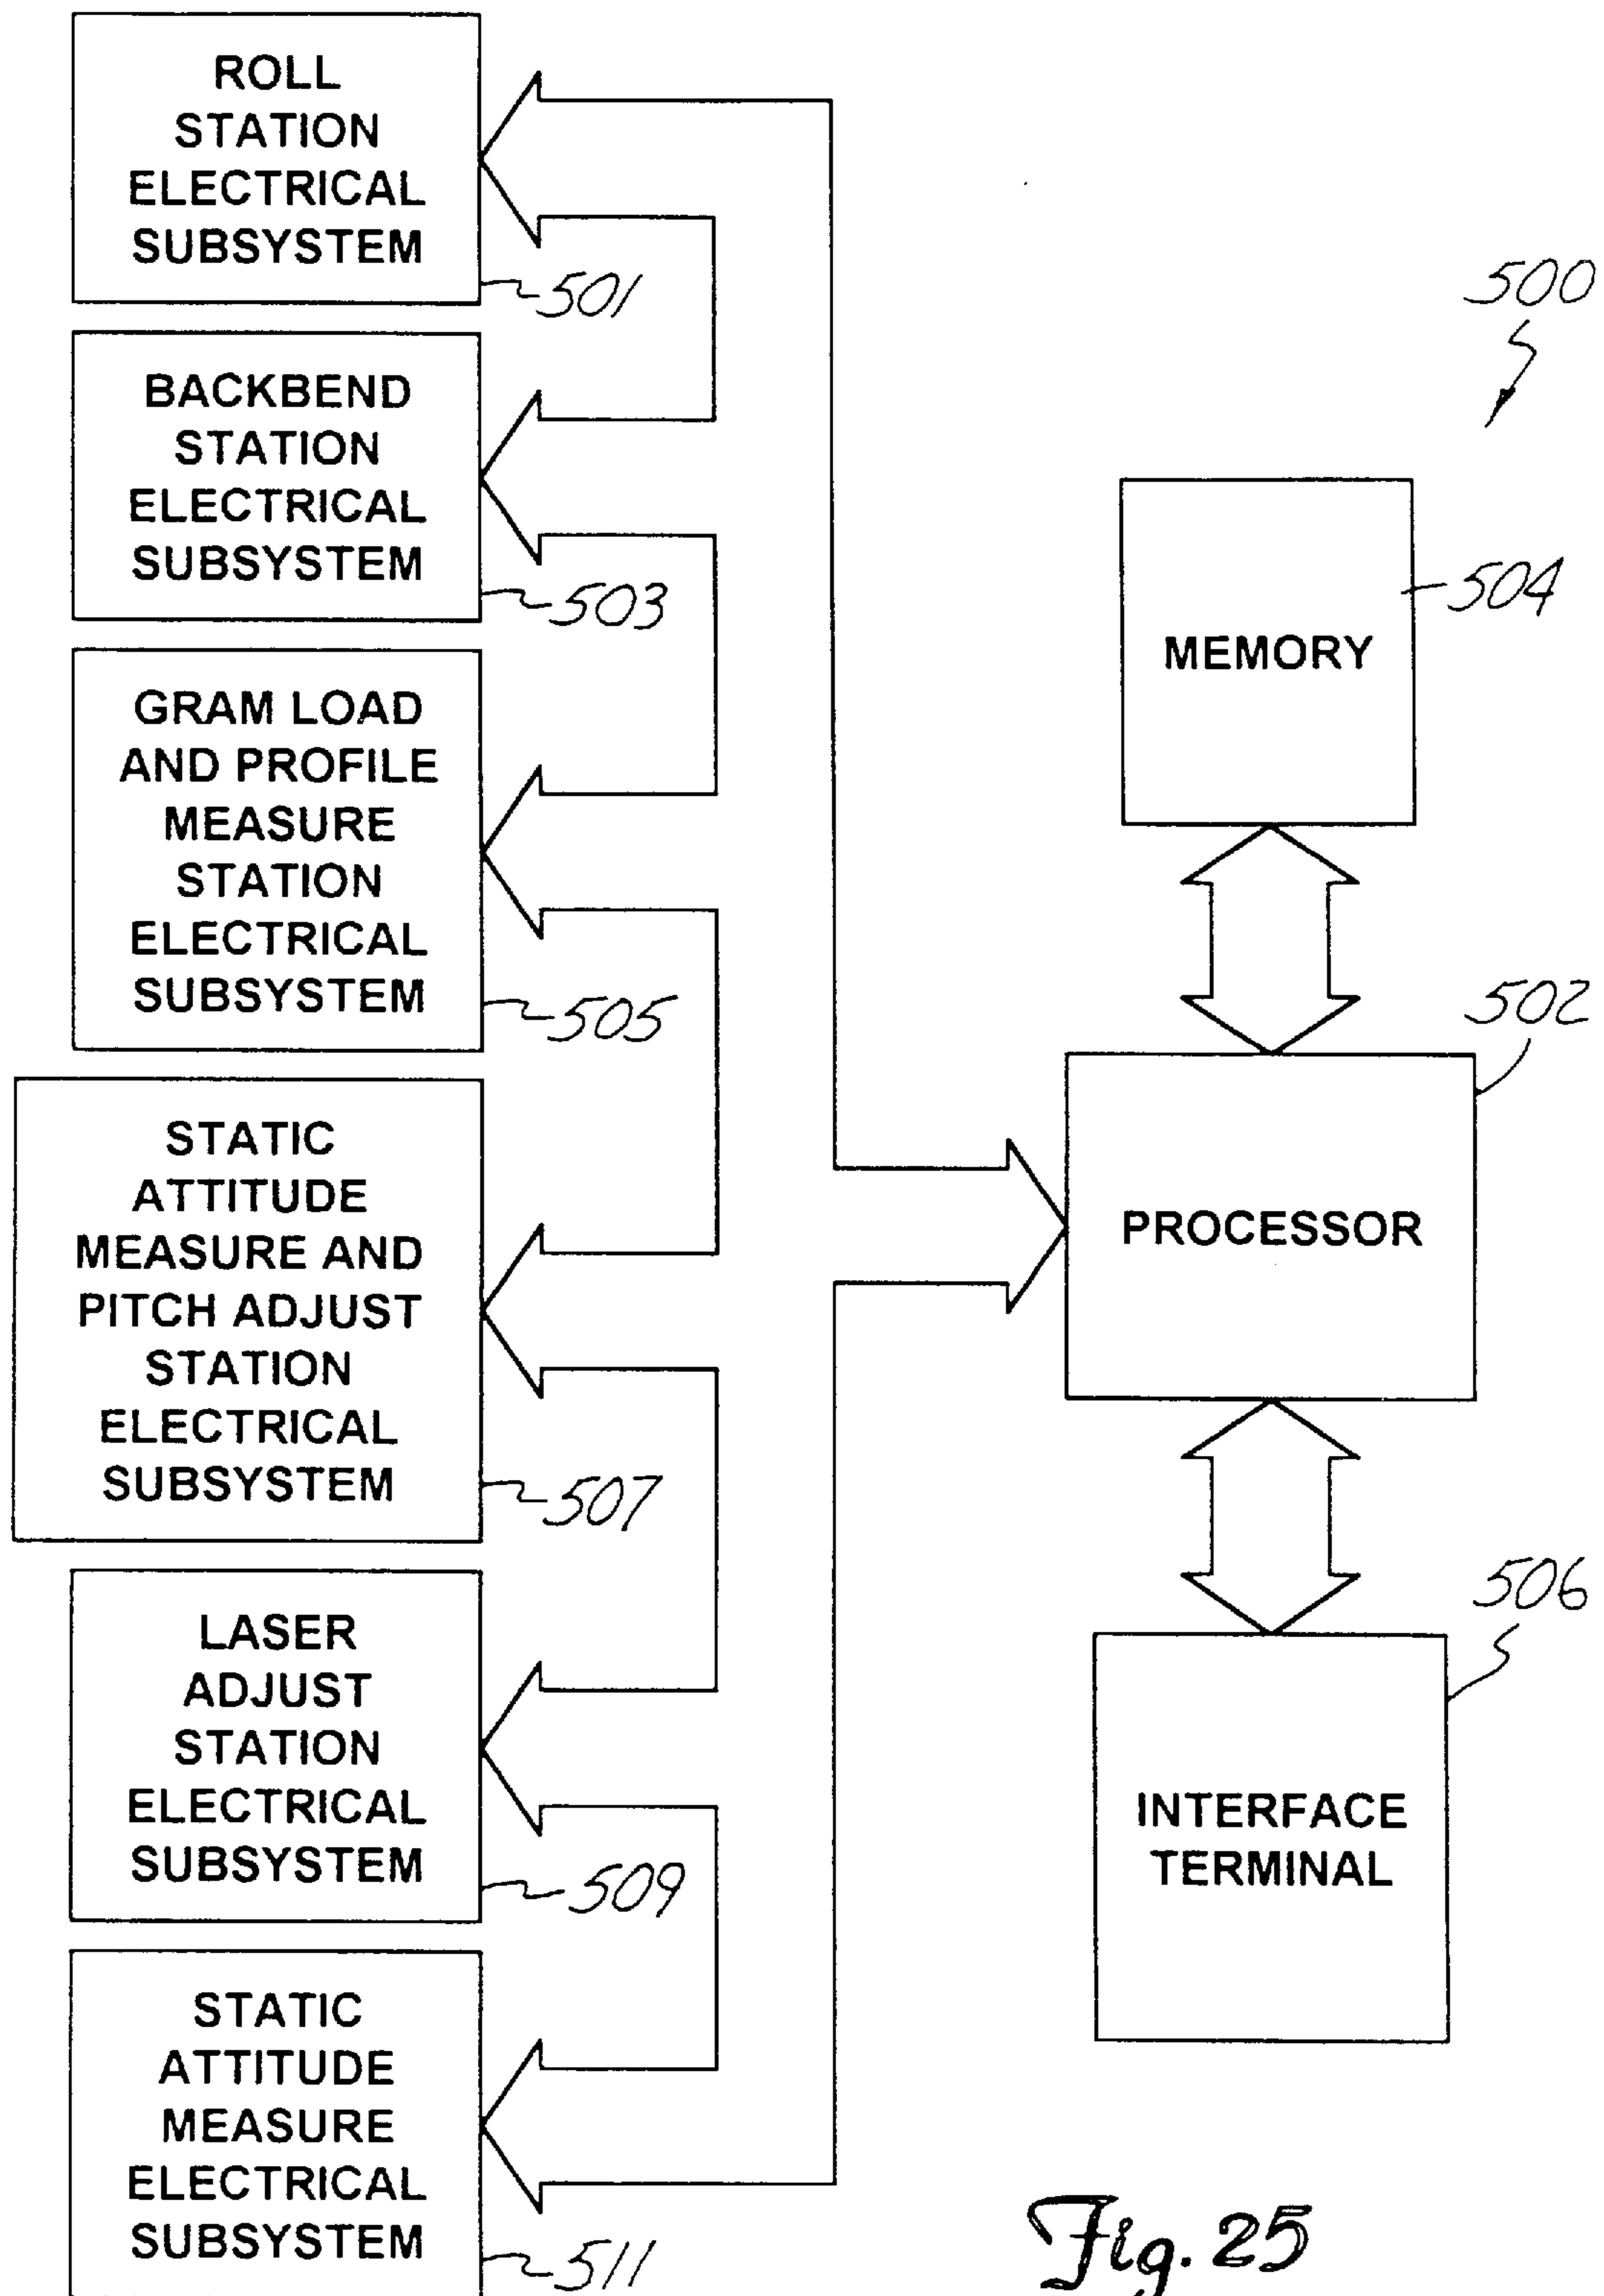 ROLL
STATION
ELECTRICAL
SUBSYSTEM
501
BACKBEND
STATION
ELECTRICAL
SUBSYSTEM
503
GRAM LOAD
AND PROFILE
MEASURE
STATION
ELECTRICAL
SUBSYSTEM
505
STATIC
ATTITUDE
MEASURE AND
PITCH ADJUST
STATION
ELECTRICAL
SUBSYSTEM
507
LASER
ADJUST
STATION
ELECTRICAL
SUBSYSTEM
509
STATIC
ATTITUDE
MEASURE
ELECTRICAL
SUBSYSTEM
511
500
504
MEMORY
502
PROCESSOR
506
INTERFACE
TERMINAL
Fig. 25